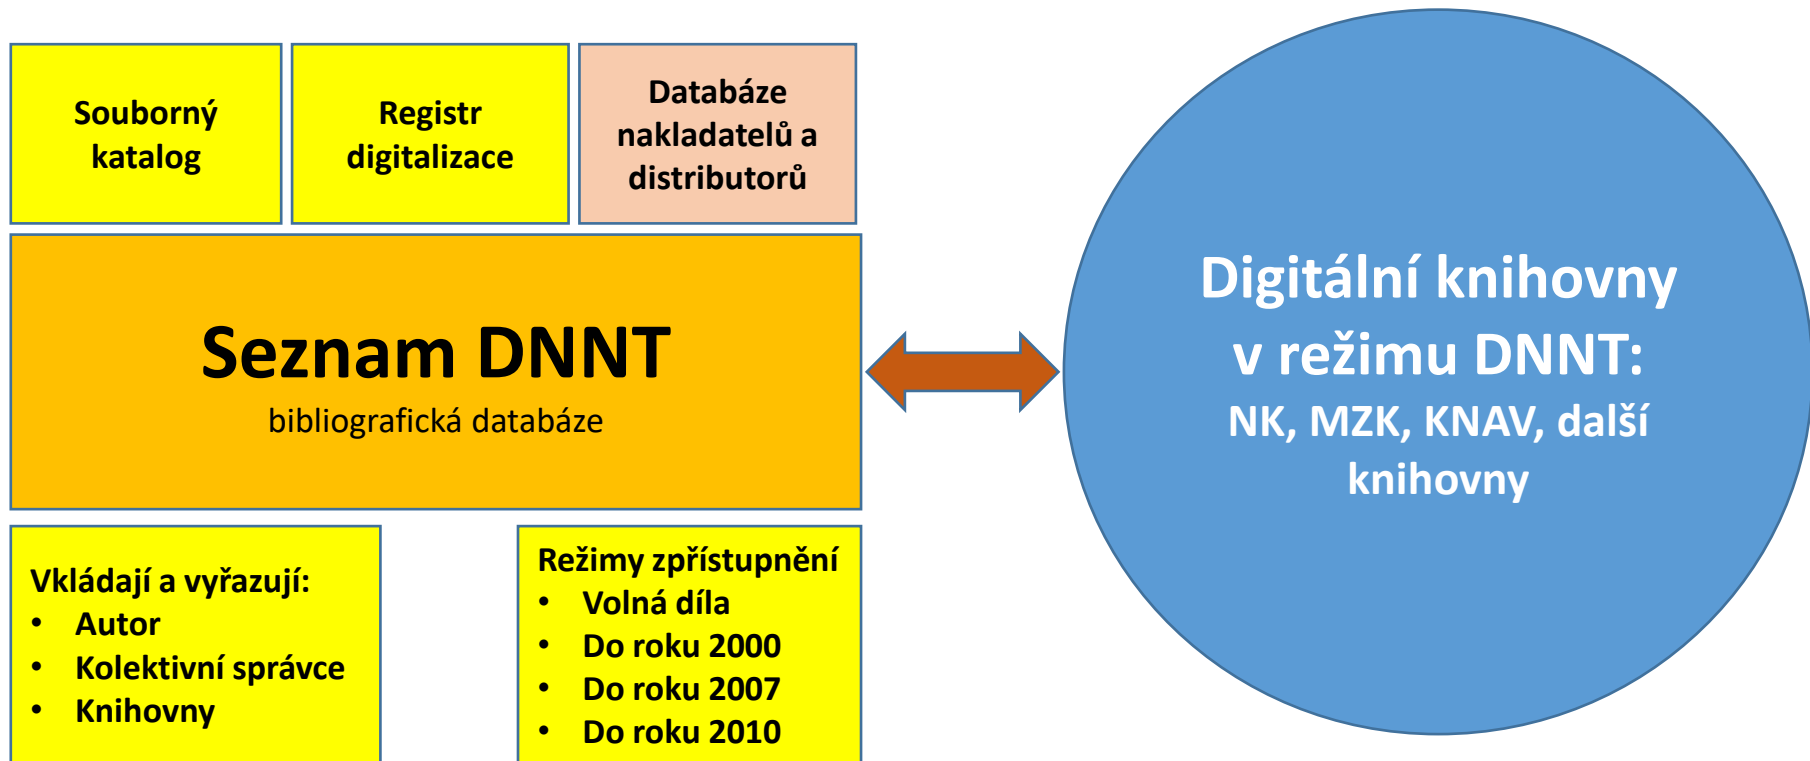 Souborný
katalog
Registr
digitalizace
Databáze
nakladatelů a
distributorů
Seznam DNNT
bibliografická databáze
Vkládají a vyřazují:
• Autor
• Kolektivní správce
• Knihovny
Režimy zpřístupnění
• Volná díla
• Do roku 2000
• Do roku 2007
• Do roku 2010
Digitální knihovny
v režimu DNNT:
NK, MZK, KNAV, další
knihovny